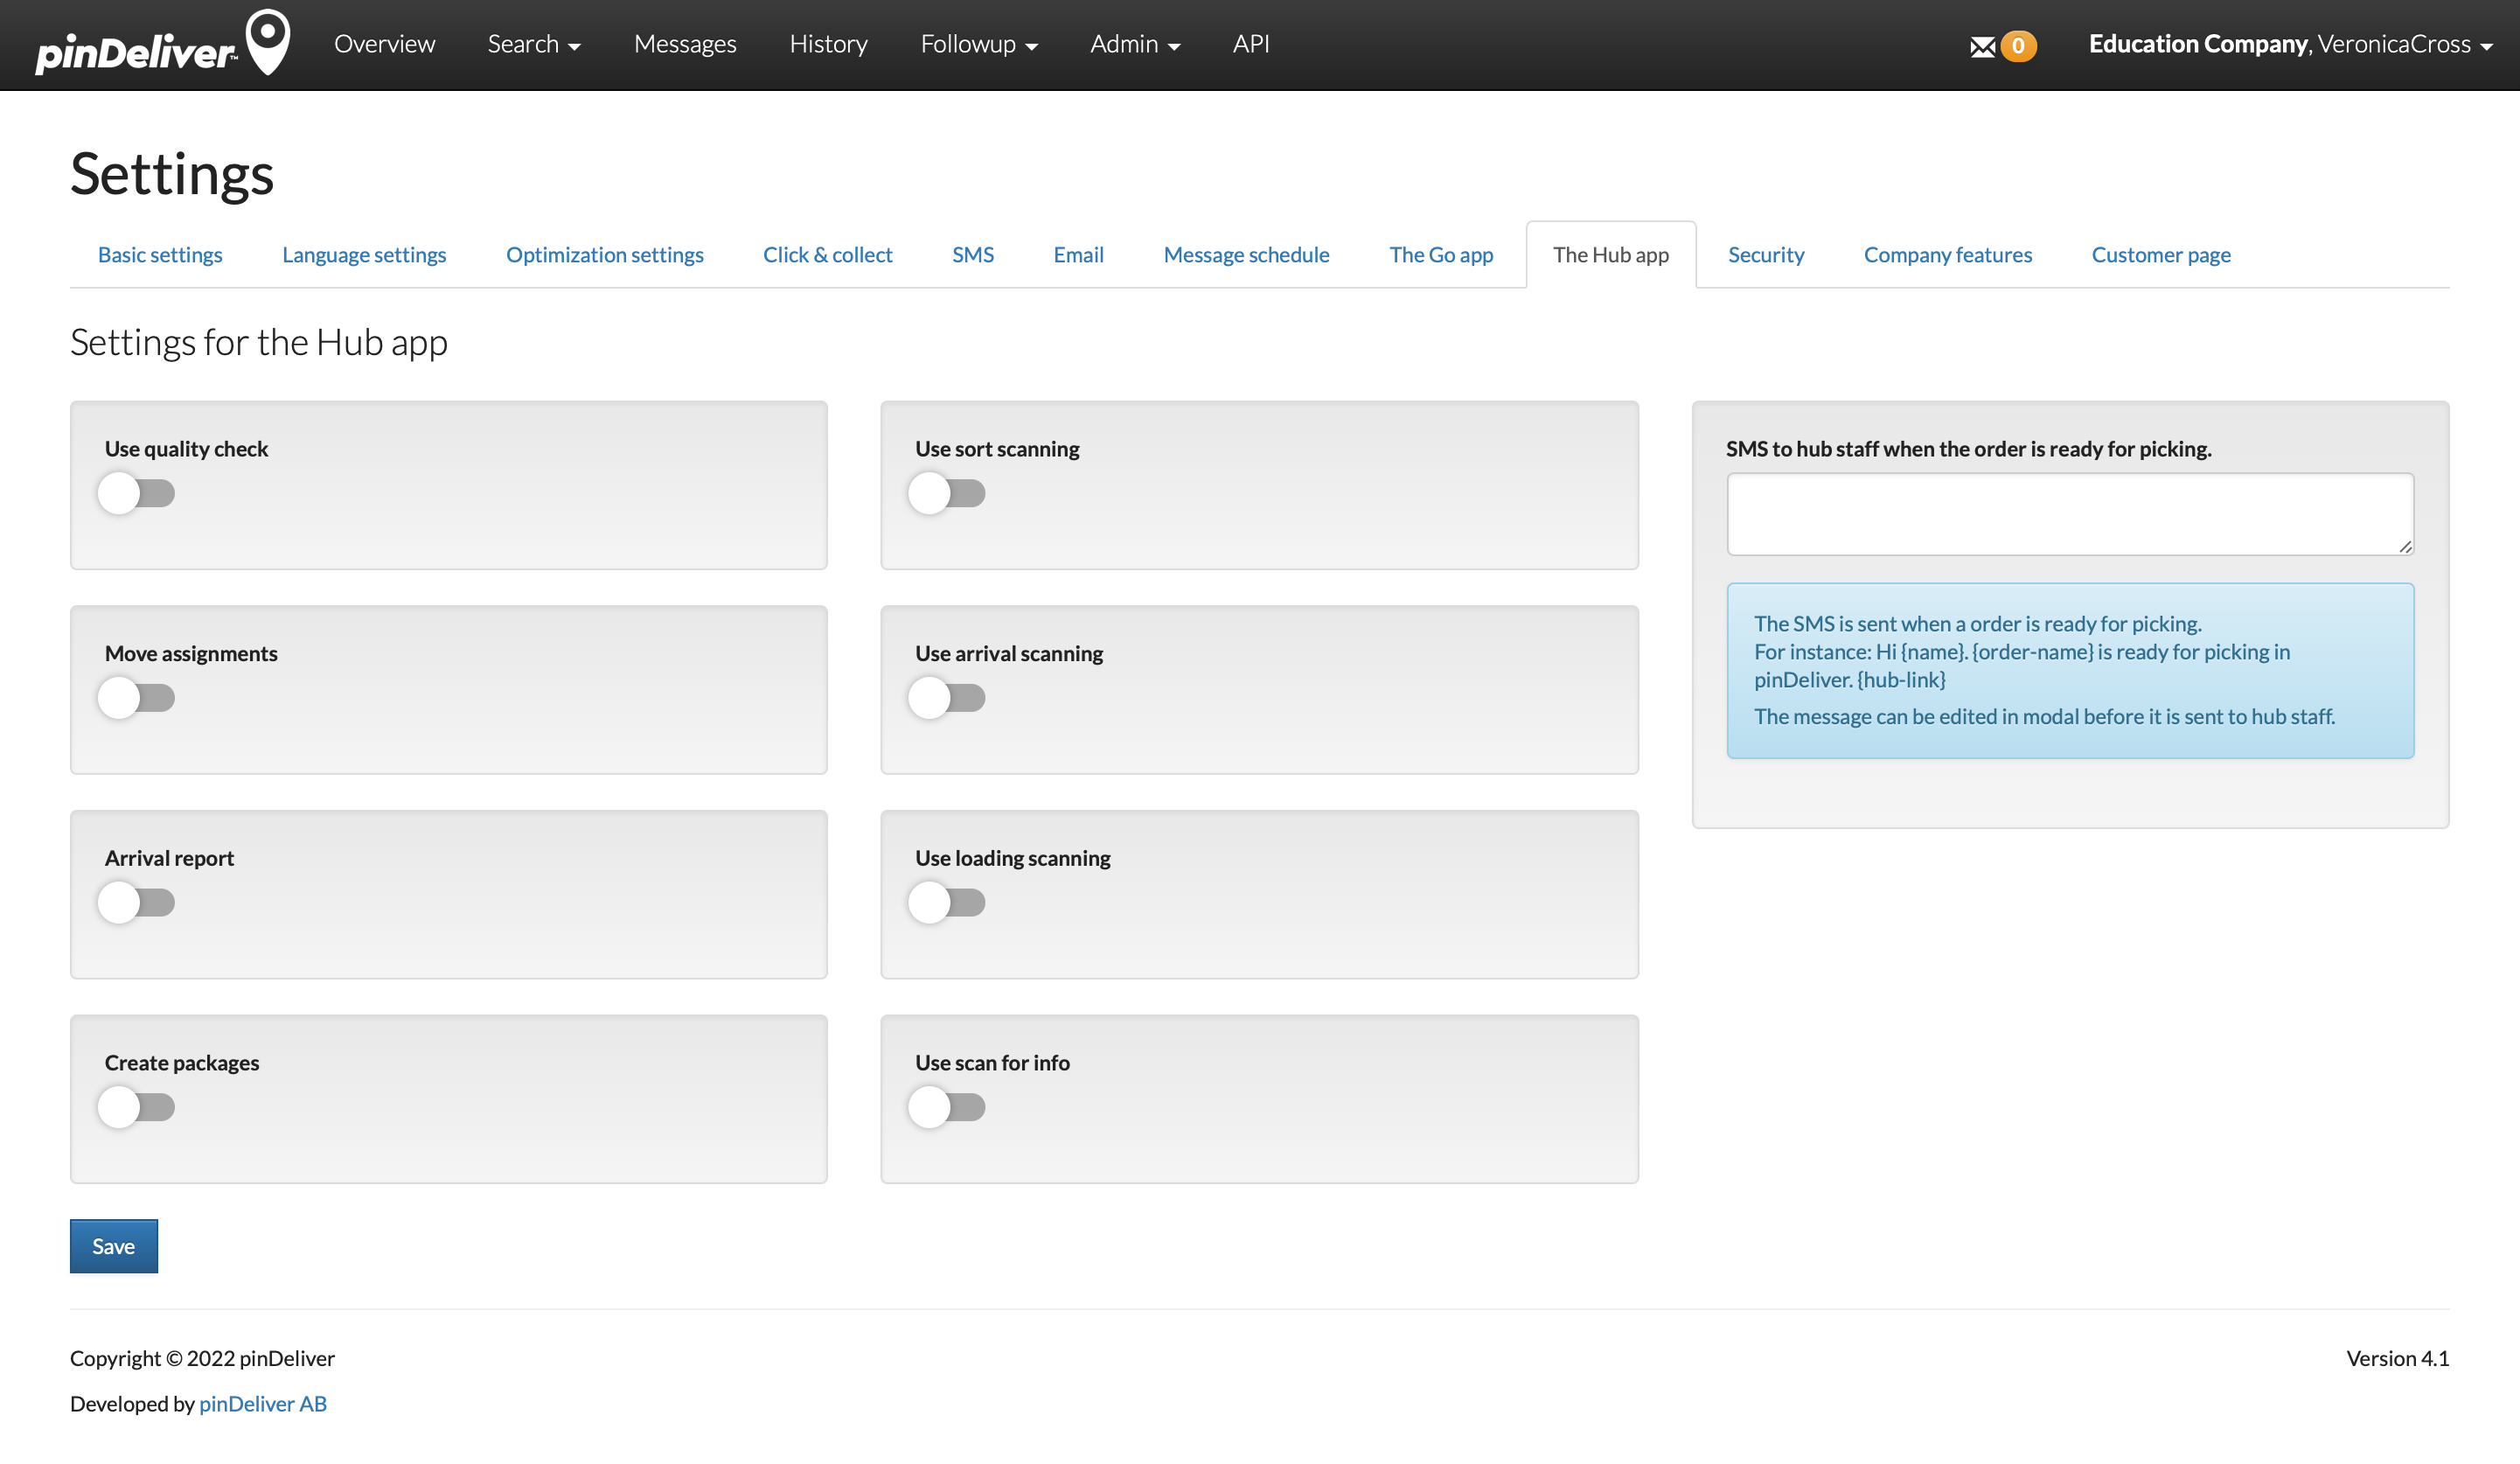 pinDeliver™
Overview
Search
Messages
History
Followup
Admin
API
0
Education Company, VeronicaCross
Settings
Basic settings
Language settings
Optimization settings
Click & collect
SMS
Email
Message schedule
The Go app
The Hub app
Security
Company features
Customer page
Settings for the Hub app
Use quality check
Use sort scanning
SMS to hub staff when the order is ready for picking.
The SMS is sent when a order is ready for picking.
For instance: Hi {name}. {order-name} is ready for picking in
pinDeliver. {hub-link}
The message can be edited in modal before it is sent to hub staff.
Move assignments
Use arrival scanning
Arrival report
Use loading scanning
Create packages
Use scan for info
Save
Copyright © 2022 pinDeliver
Version 4.1
Developed by pinDeliver AB